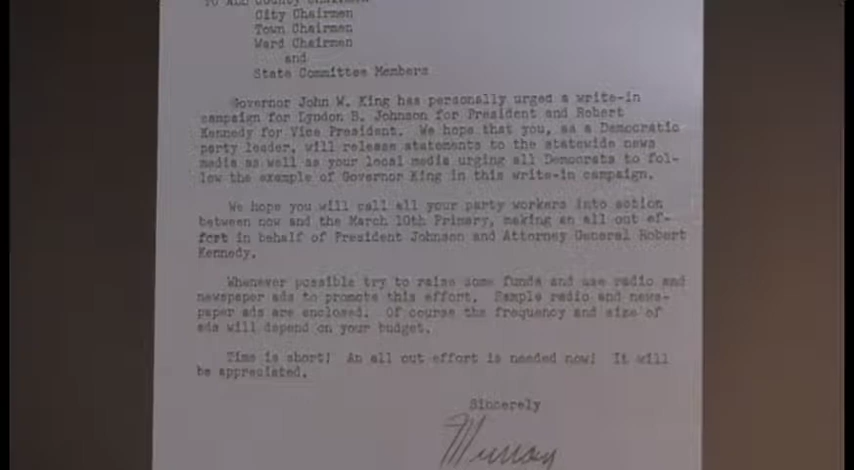 To All County Chairmen
City Chairmen
Town Chairmen
Ward Chairmen
and
State Committee Members
Governor John W. King has personally urged a write-in
campaign for Lyndon B. Johnson for President and Robert
Kennedy for Vice President. We hope that you, as a Democratic
party leader, will release statements to the statewide news
media as well as your local media urging all Democrats to fol-
low the example of Governor King in this write-in campaign.
We hope you will call all your party workers into action
between now and the March 10th Primary, making an all out ef-
fort in behalf of President Johnson and Attorney General Robert
Kennedy.
Whenever possible try to raise some funds and use radio and
newspaper ads to promote this effort. Sample radio and news-
paper ads are enclosed. Of course the frequency and size of
ads will depend on your budget.
Time is short! An all out effort is needed now! It will
be appreciated.
Sincerely
Murray